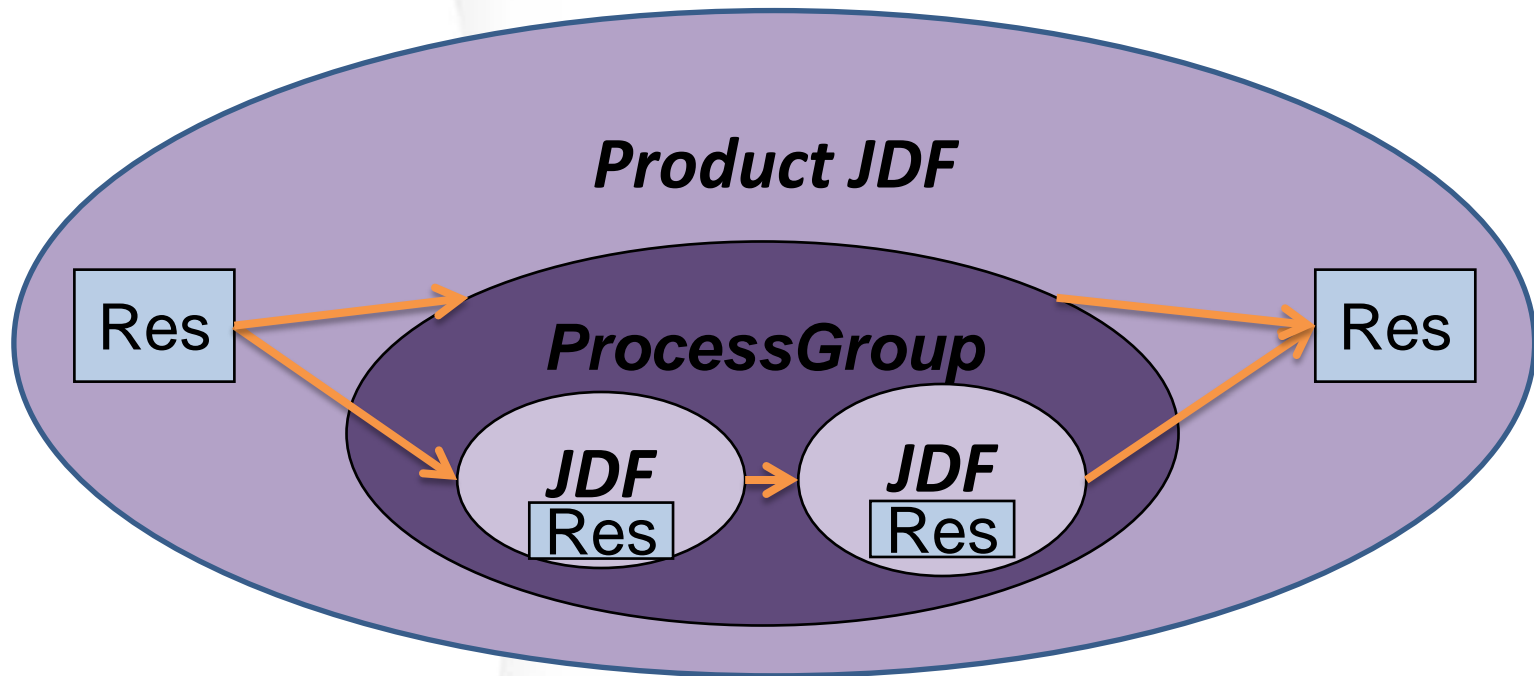 Product JDF
Res
Res
ProcessGroup
JDF
JDF
Res
Res